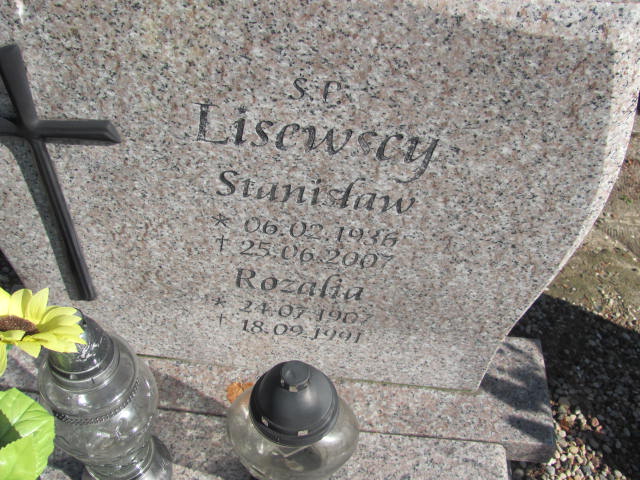 Ś.P.
Lisewscy
Stanisław
* 06.02.1936
† 25.06.2007
Rozalia
* 24.07.1907
† 18.09.1991